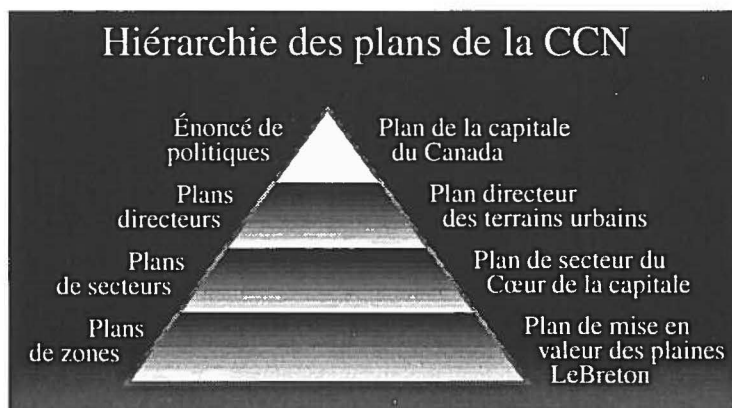 Hiérarchie des plans de la CCN
Énoncé de
politiques
Plan de la capitale
du Canada
Plans
directeurs
Plan directeur
des terrains urbains
Plans
de secteurs
Plan de secteur du
Cœur de la capitale
Plans
de zones
Plan de mise en
valeur des plaines
LeBreton